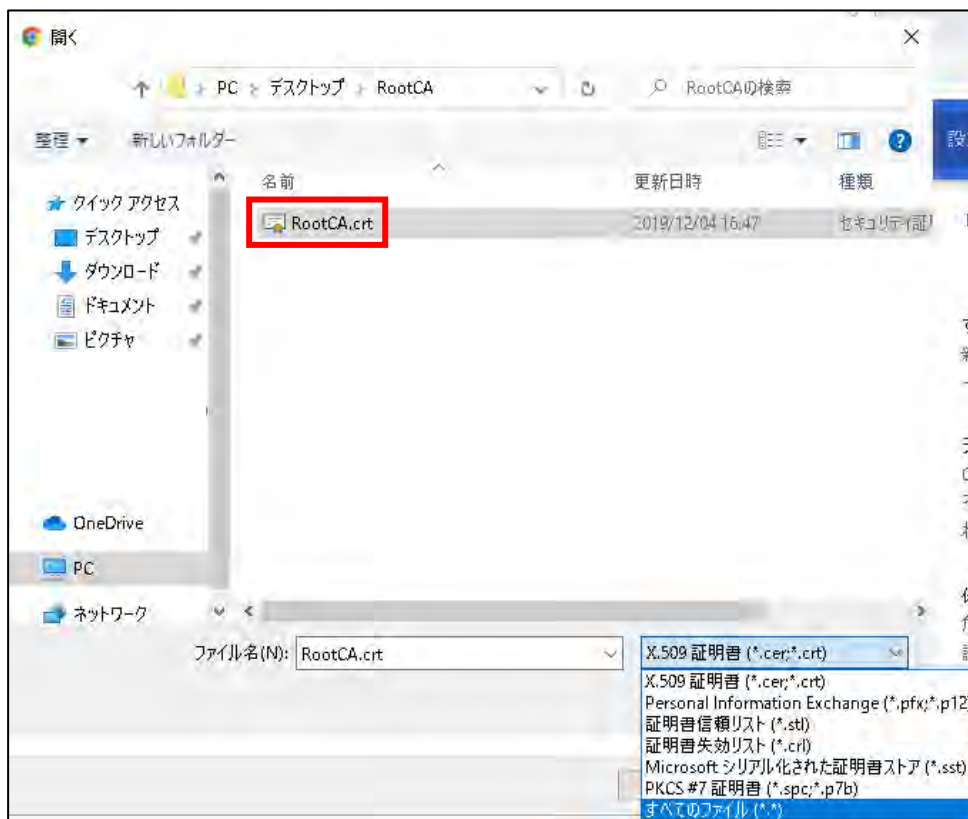 開く
PC デスクトップ RootCA RootCAの検索
整理 新しいフォルダー
名前 更新日時 種類
RootCA.crt 2019/12/04 16:47 セキュリティ証
クイック アクセス
デスクトップ
ダウンロード
ドキュメント
ピクチャ
OneDrive
PC
ネットワーク
ファイル名(N): RootCA.crt X.509 証明書 (*.cer;*.crt)
X.509 証明書 (*.cer;*.crt)
Personal Information Exchange (*.pfx;*.p12
証明書信頼リスト (*.stl)
証明書失効リスト (*.crl)
Microsoft シリアル化された証明書ストア (*.sst)
PKCS #7 証明書 (*.spc;*.p7b)
すべてのファイル (*.*)